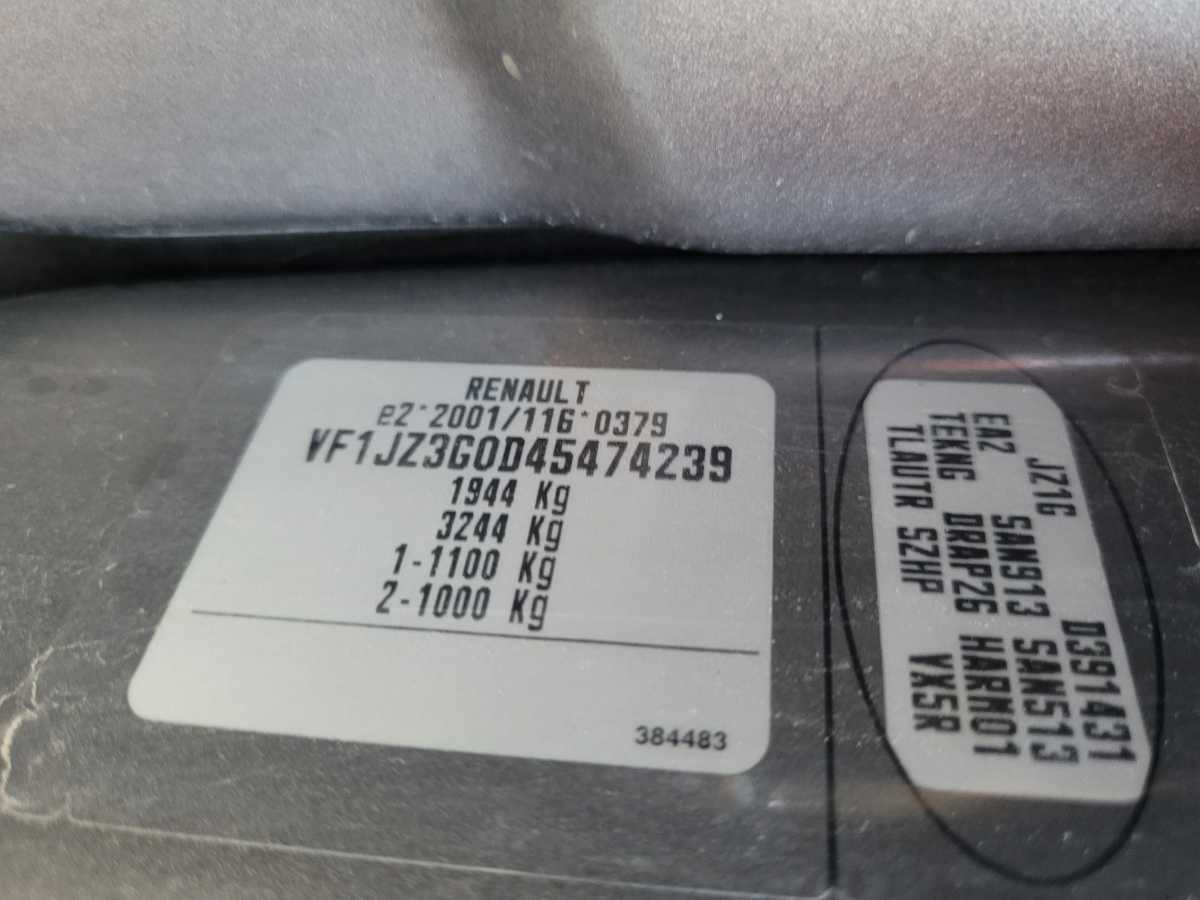 RENAULT
e2*2001/116*0379
VF1JZ3G0D45474239
1944 Kg
3244 Kg
1-1100 Kg
2-1000 Kg
384483
JZ1G D391431
EA2 SAN913 SAN513
TEKNG DRAP26 HARM01
TLAUTR SZHP VX5R